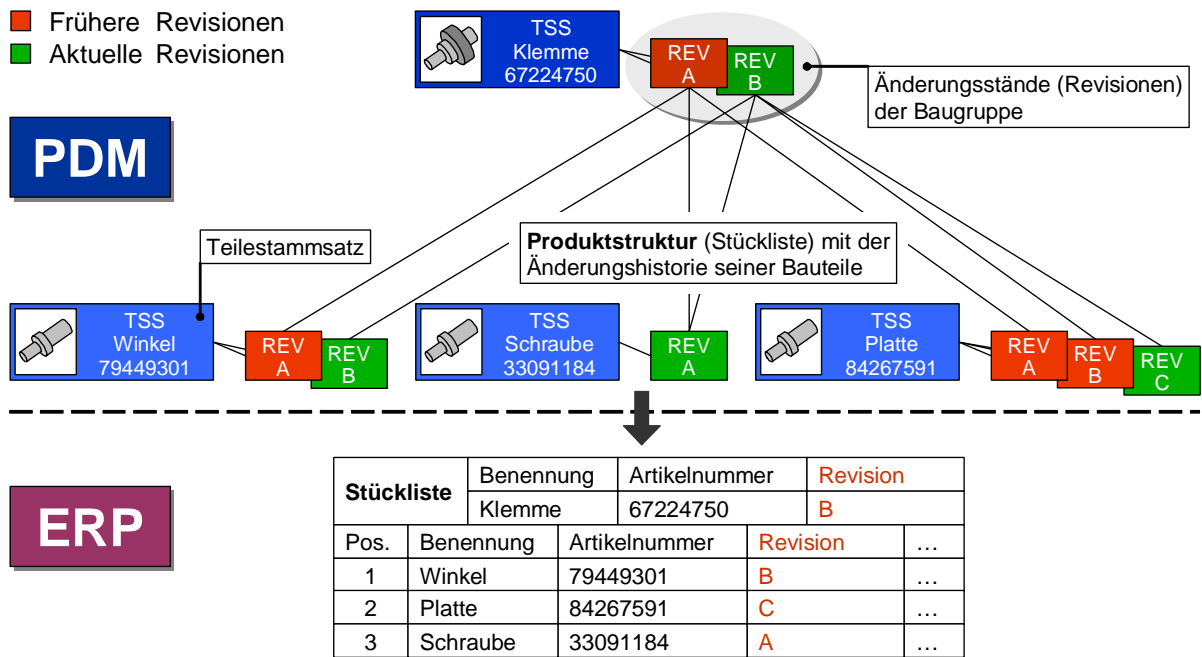 Frühere Revisionen
Aktuelle Revisionen
TSS
Klemme
67224750
REV
A
REV
B
Änderungsstände (Revisionen)
der Baugruppe
PDM
Teilestammsatz
Produktstruktur (Stückliste) mit der
Änderungshistorie seiner Bauteile
TSS
Winkel
79449301
REV
A
REV
B
TSS
Schraube
33091184
REV
A
TSS
Platte
84267591
REV
A
REV
B
REV
C
ERP
Stückliste
Benennung Artikelnummer Revision
Klemme 67224750 B
Pos. Benennung Artikelnummer Revision …
1 Winkel 79449301 B …
2 Platte 84267591 C …
3 Schraube 33091184 A …